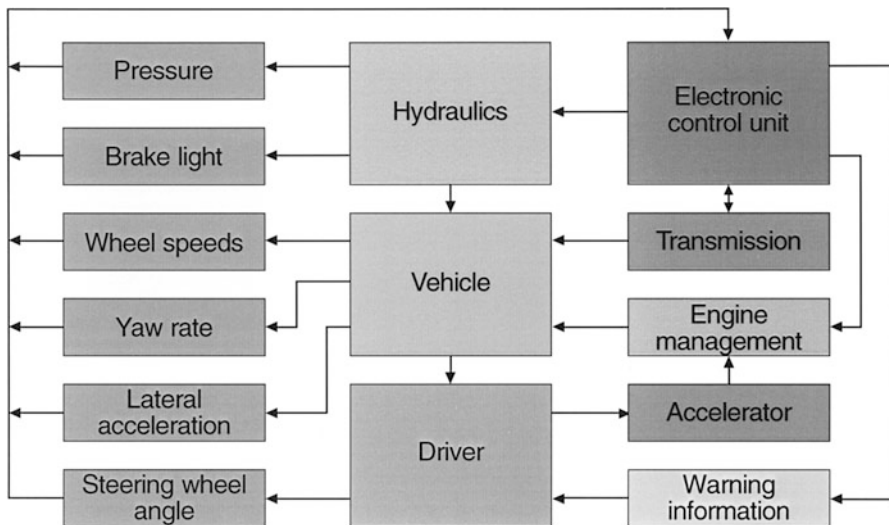 Pressure
Brake light
Wheel speeds
Yaw rate
Lateral
acceleration
Steering wheel
angle
Hydraulics
Vehicle
Driver
Electronic
control unit
Transmission
Engine
management
Accelerator
Warning
information